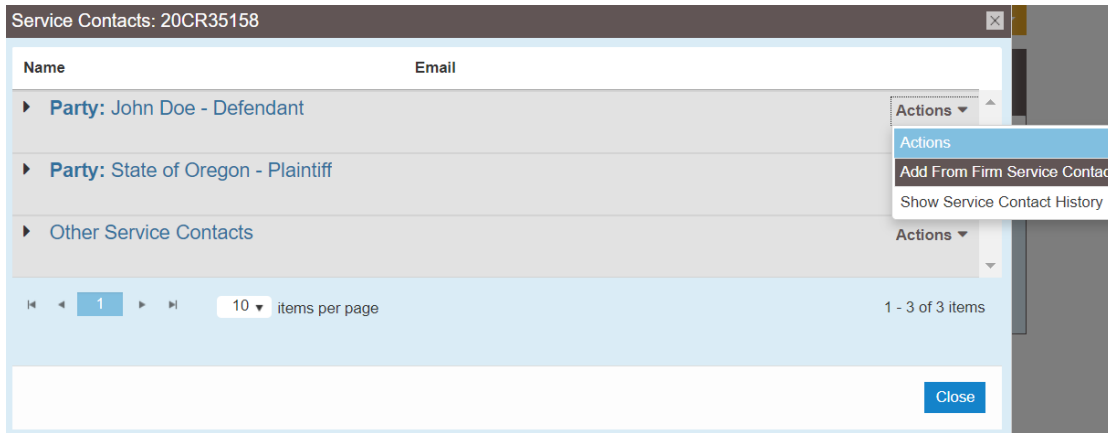 Service Contacts: 20CR35158
Name Email
Party: John Doe - Defendant Actions
Actions
Party: State of Oregon - Plaintiff Add From Firm Service Contac
Show Service Contact History
Other Service Contacts Actions
1 10 items per page 1 - 3 of 3 items
Close